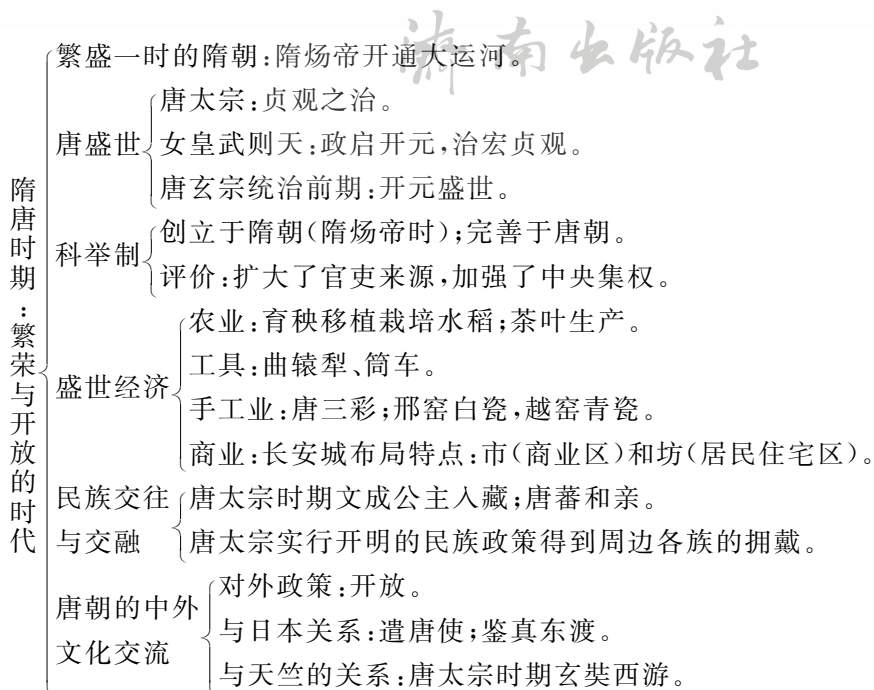 济南出版社
隋唐时期：繁荣与开放的时代
繁盛一时的隋朝：隋炀帝开通大运河。
唐盛世
唐太宗：贞观之治。
女皇武则天：政启开元，治宏贞观。
唐玄宗统治前期：开元盛世。
科举制
创立于隋朝（隋炀帝时）；完善于唐朝。
评价：扩大了官吏来源，加强了中央集权。
盛世经济
农业：育秧移植栽培水稻；茶叶生产。
工具：曲辕犁、筒车。
手工业：唐三彩；邢窑白瓷，越窑青瓷。
商业：长安城布局特点：市（商业区）和坊（居民住宅区）。
民族交往
与交融
唐太宗时期文成公主入藏；唐蕃和亲。
唐太宗实行开明的民族政策得到周边各族的拥戴。
唐朝的中外
文化交流
对外政策：开放。
与日本关系：遣唐使；鉴真东渡。
与天竺的关系：唐太宗时期玄奘西游。